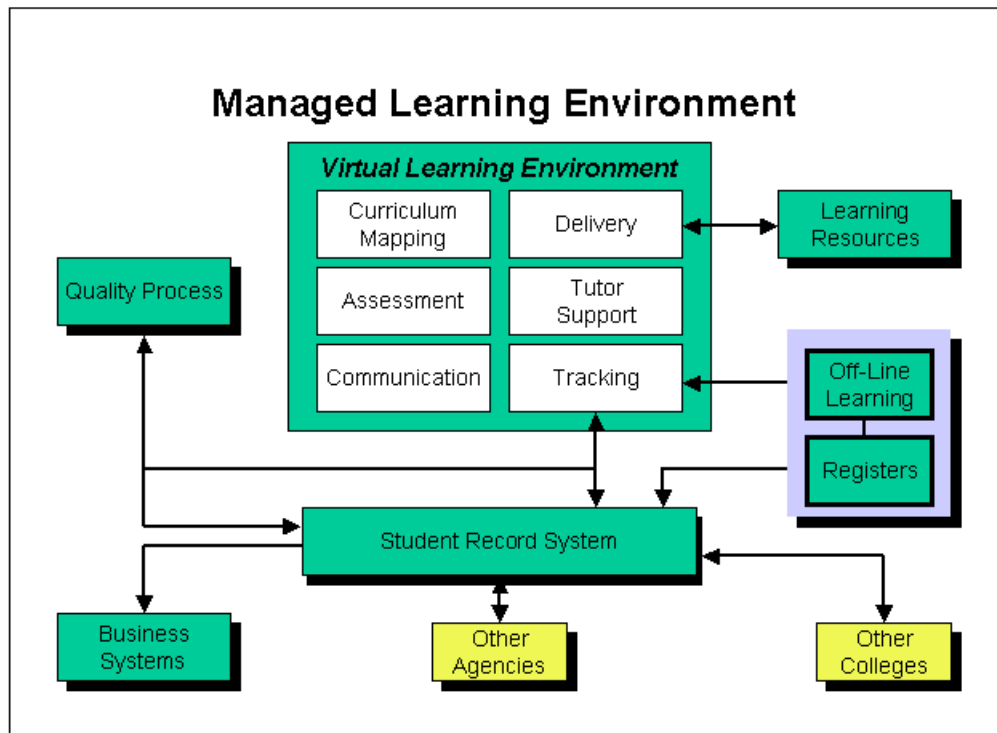 Managed Learning Environment
Virtual Learning Environment
Curriculum
Mapping
Delivery
Learning
Resources
Quality Process
Assessment
Tutor
Support
Communication
Tracking
Off-Line
Learning
Registers
Student Record System
Business
Systems
Other
Agencies
Other
Colleges